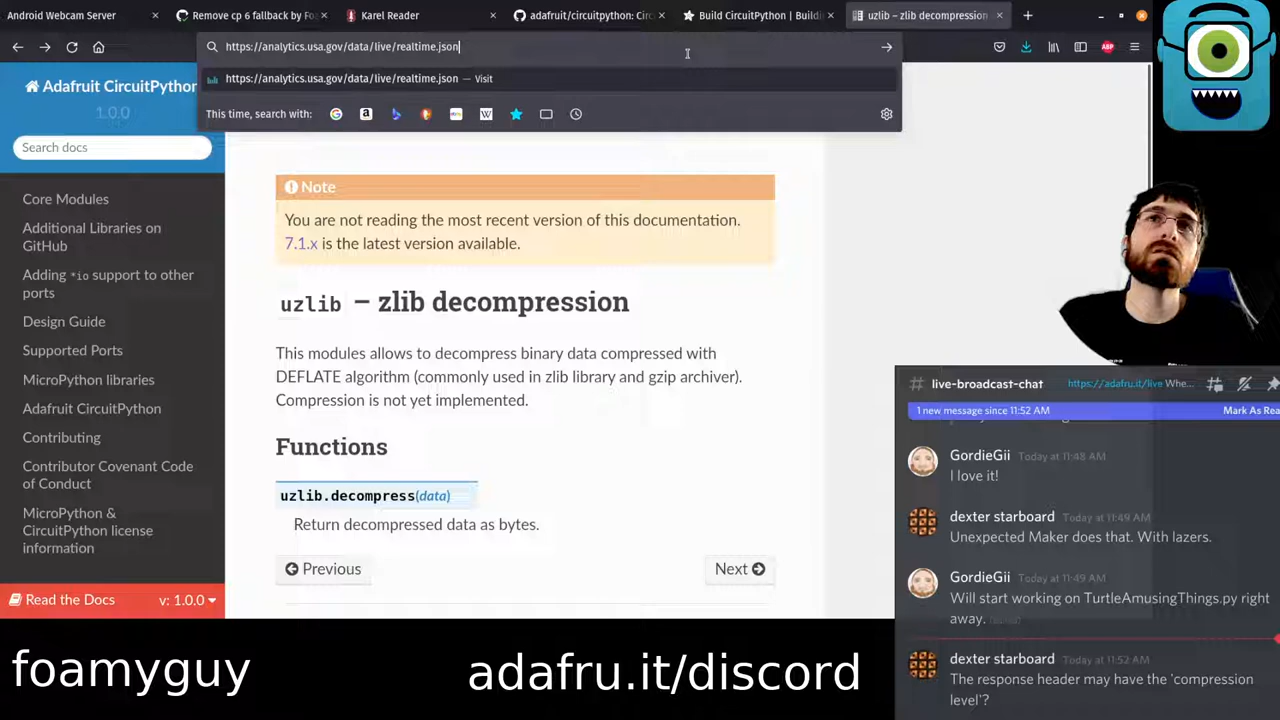 Android Webcam Server
Remove cp 6 fallback by Foa
Karel Reader
adafruit/circuitpython: Circ
Build CircuitPython | Buildin
uzlib – zlib decompression
https://analytics.usa.gov/data/live/realtime.json
ABP
https://analytics.usa.gov/data/live/realtime.json — Visit
This time, search with:
Adafruit CircuitPython
1.0.0
Search docs
Core Modules
Additional Libraries on
GitHub
Adding *io support to other
ports
Design Guide
Supported Ports
MicroPython libraries
Adafruit CircuitPython
Contributing
Contributor Covenant Code
of Conduct
MicroPython &
CircuitPython license
information
Read the Docs
v: 1.0.0
Note
You are not reading the most recent version of this documentation.
7.1.x is the latest version available.
uzlib – zlib decompression
This modules allows to decompress binary data compressed with
DEFLATE algorithm (commonly used in zlib library and gzip archiver).
Compression is not yet implemented.
Functions
uzlib.decompress(data)
Return decompressed data as bytes.
Previous
Next
# live-broadcast-chat
https://adafru.it/live Whe...
1 new message since 11:52 AM
Mark As Rea
GordieGii Today at 11:48 AM
I love it!
dexter starboard Today at 11:49 AM
Unexpected Maker does that. With lazers.
GordieGii Today at 11:49 AM
Will start working on TurtleAmusingThings.py right
away. (edited)
dexter starboard Today at 11:52 AM
The response header may have the 'compression
level'?
foamyguy
adafru.it/discord